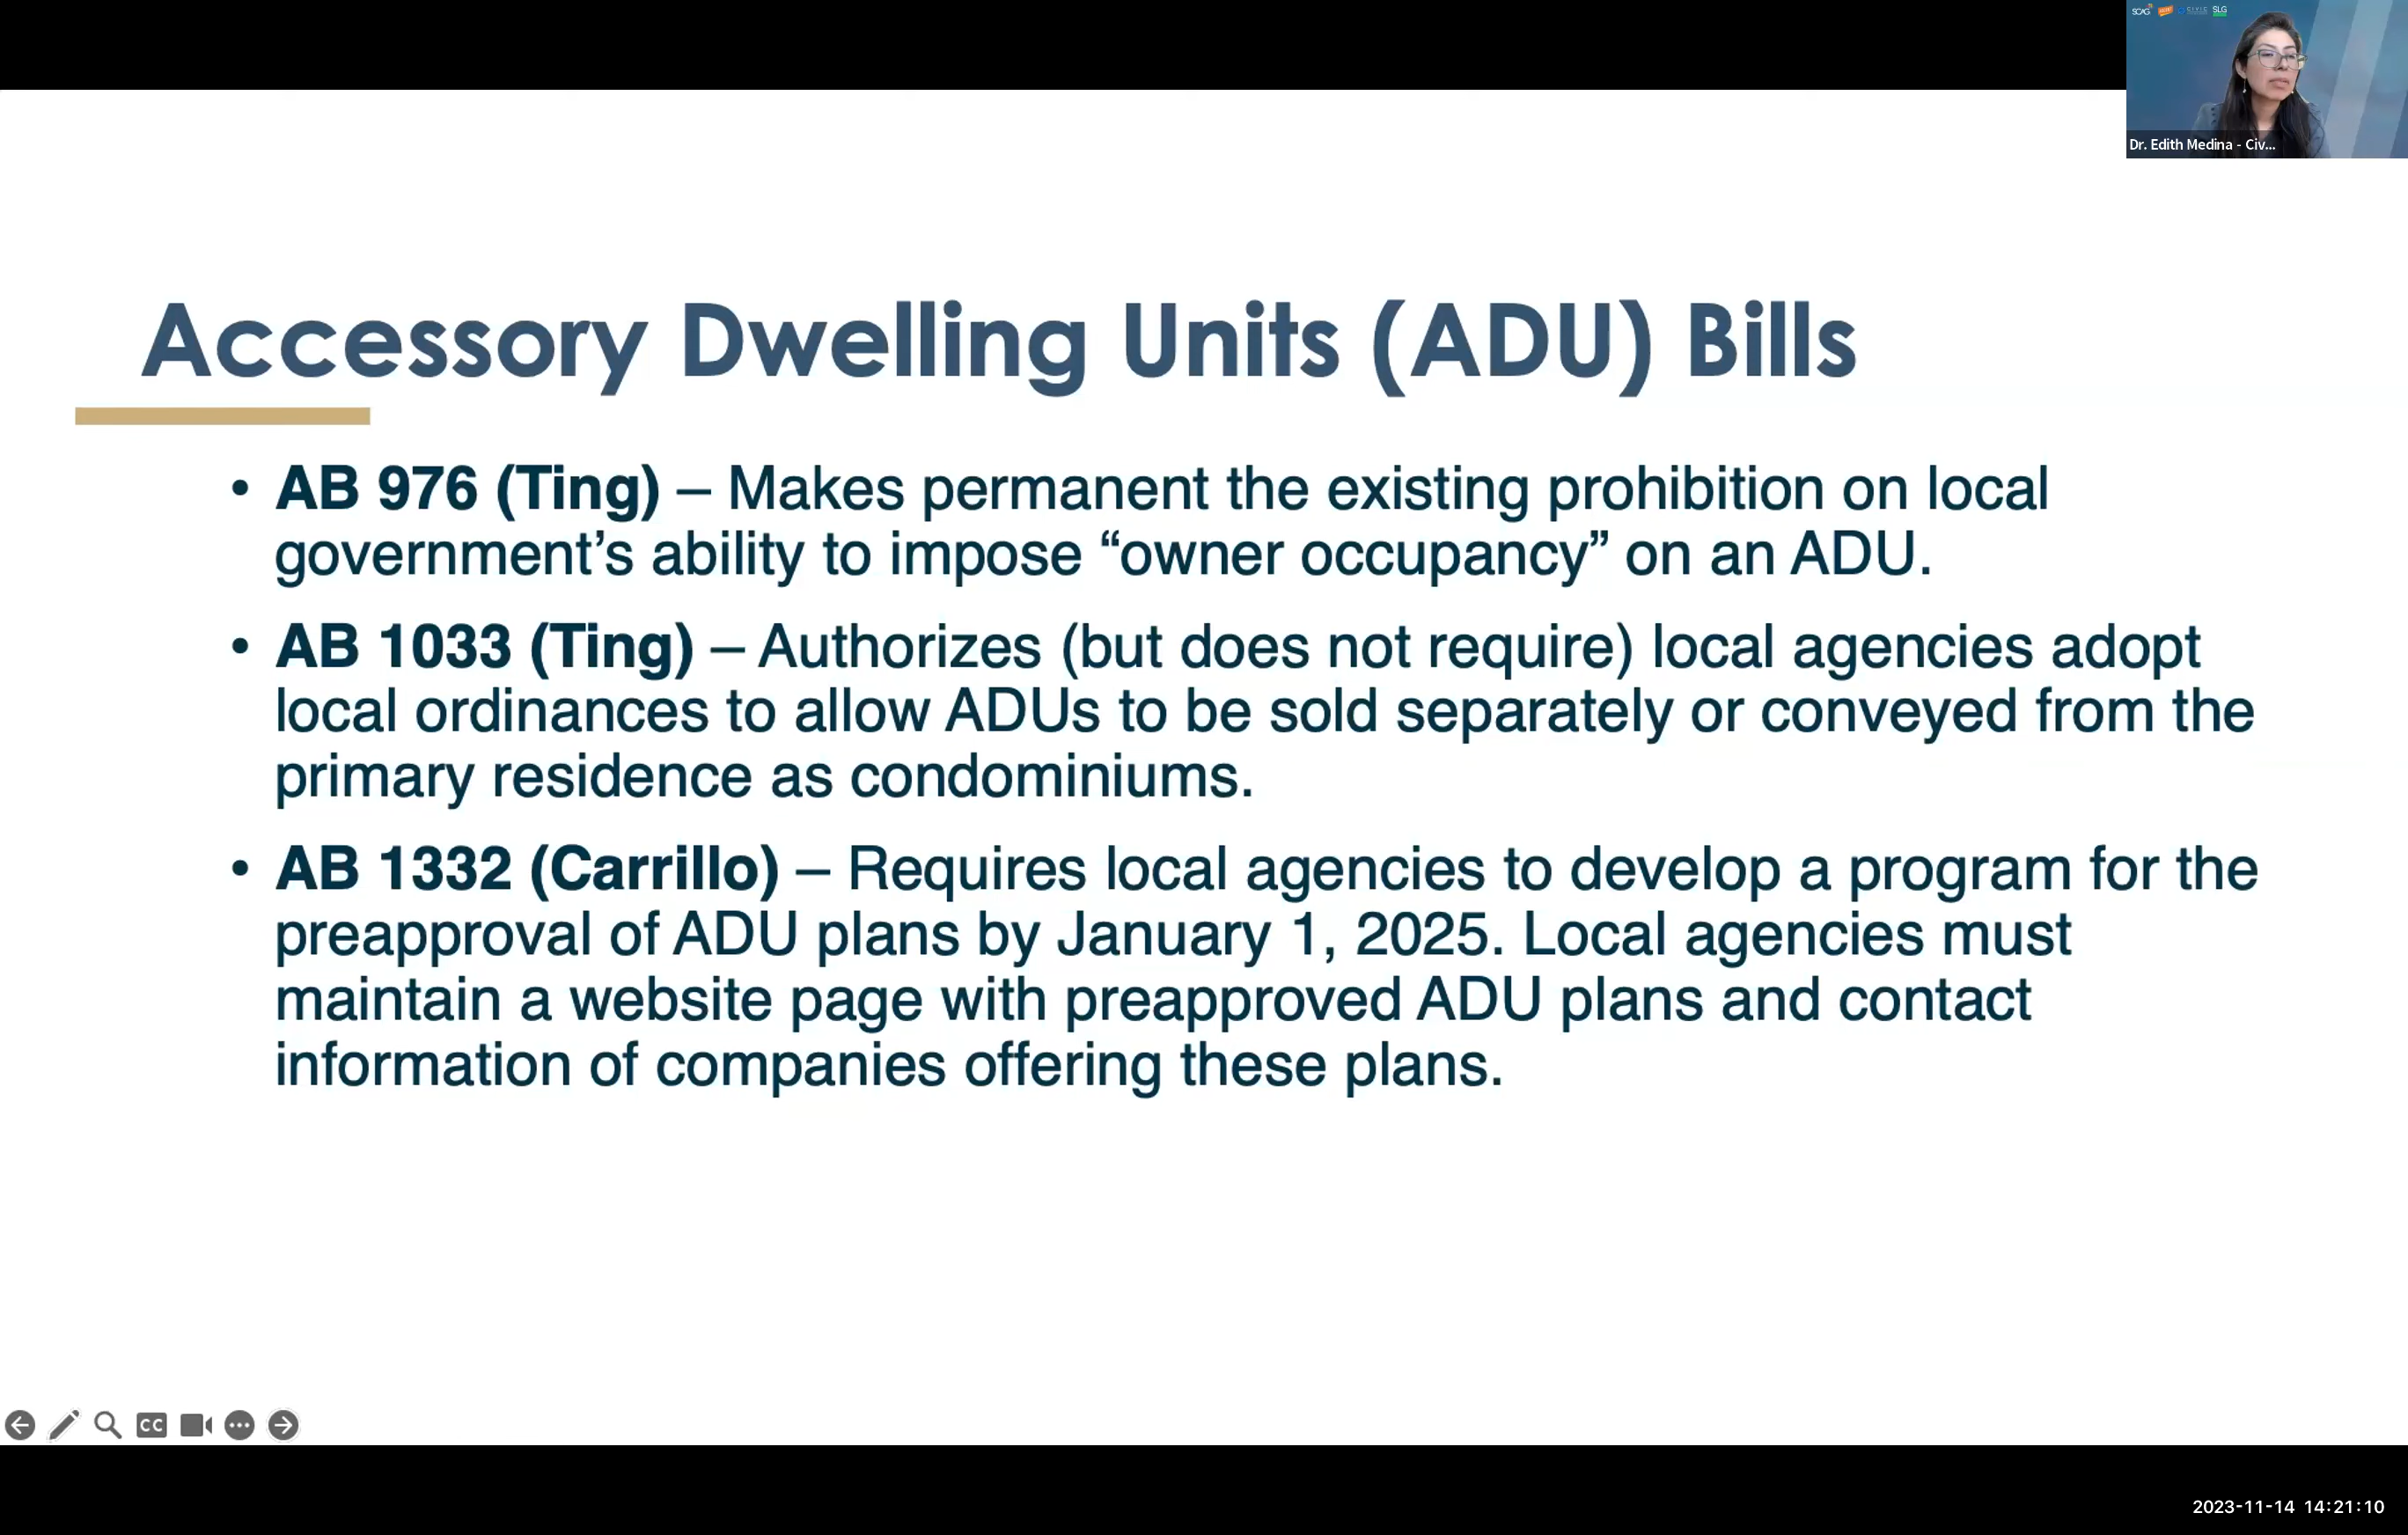 SCAG
CIVIC
SLG
Dr. Edith Medina - Civ...
Accessory Dwelling Units (ADU) Bills
• AB 976 (Ting) – Makes permanent the existing prohibition on local
government’s ability to impose “owner occupancy” on an ADU.
• AB 1033 (Ting) – Authorizes (but does not require) local agencies adopt
local ordinances to allow ADUs to be sold separately or conveyed from the
primary residence as condominiums.
• AB 1332 (Carrillo) – Requires local agencies to develop a program for the
preapproval of ADU plans by January 1, 2025. Local agencies must
maintain a website page with preapproved ADU plans and contact
information of companies offering these plans.
CC
2023-11-14 14:21:10